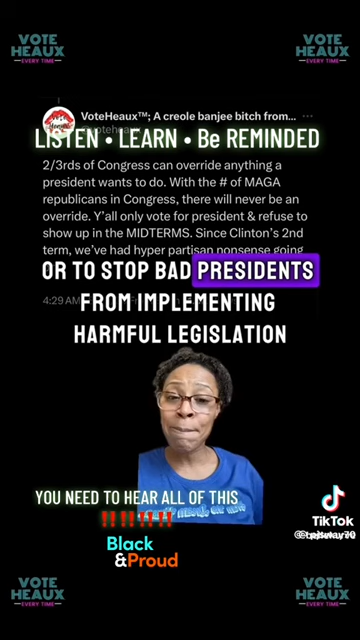 VOTE
HEAUX
EVERY TIME
VOTE
HEAUX
EVERY TIME
VoteHeaux™; A creole banjee bitch from...
LISTEN • LEARN • Be REMINDED
2/3rds of Congress can override anything a
president wants to do. With the # of MAGA
republicans in Congress, there will never be an
override. Y'all only vote for president & refuse to
show up in the MIDTERMS. Since Clinton's 2nd
term, we've had hyper partisan nonsense going
OR TO STOP BAD PRESIDENTS
4:29 AM
FROM IMPLEMENTING
HARMFUL LEGISLATION
YOU NEED TO HEAR ALL OF THIS
‼️‼️‼️‼️‼️
Black
&Proud
TikTok
VOTE
HEAUX
EVERY TIME
VOTE
HEAUX
EVERY TIME